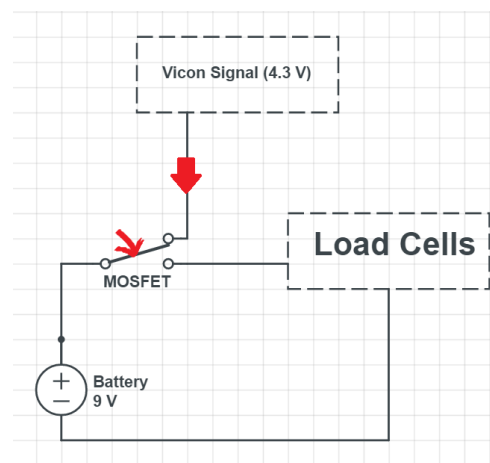 Vicon Signal (4.3 V)
Load Cells
MOSFET
Battery
9 V